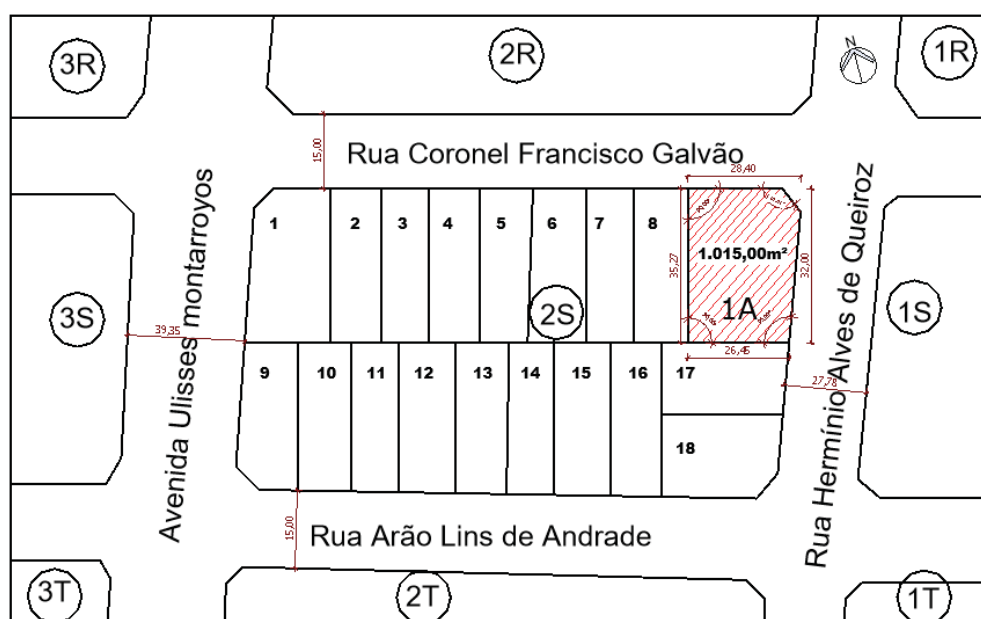 3R
2R
N
1R
15,00
Rua Coronel Francisco Galvão
28,40
Avenida Ulisses montarroyos
Rua Hermínio Alves de Queiroz
1
2
3
4
5
6
7
8
1.015,00m²
35,27
32,00
1A
26,45
3S
39,35
2S
1S
27,78
9
10
11
12
13
14
15
16
17
18
15,00
Rua Arão Lins de Andrade
3T
2T
1T